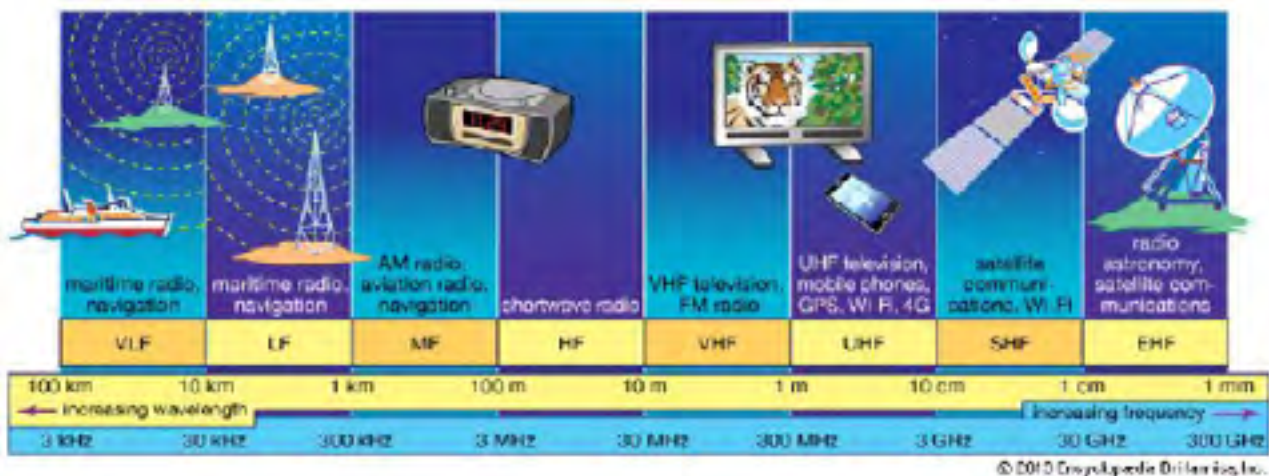 maritime radio,
navigation
maritime radio,
navigation
AM radio,
aviation radio,
navigation
shortwave radio
VHF television,
FM radio
UHF television,
mobile phones,
GPS, Wi-Fi, 4G
satellite
communi-
cations, Wi-Fi
radio
astronomy,
satellite com-
munications
VLF LF MF HF VHF UHF SHF EHF
100 km 10 km 1 km 100 m 10 m 1 m 10 cm 1 cm 1 mm
increasing wavelength increasing frequency
3 kHz 30 kHz 300 kHz 3 MHz 30 MHz 300 MHz 3 GHz 30 GHz 300 GHz
© 2013 Encyclopædia Britannica, Inc.